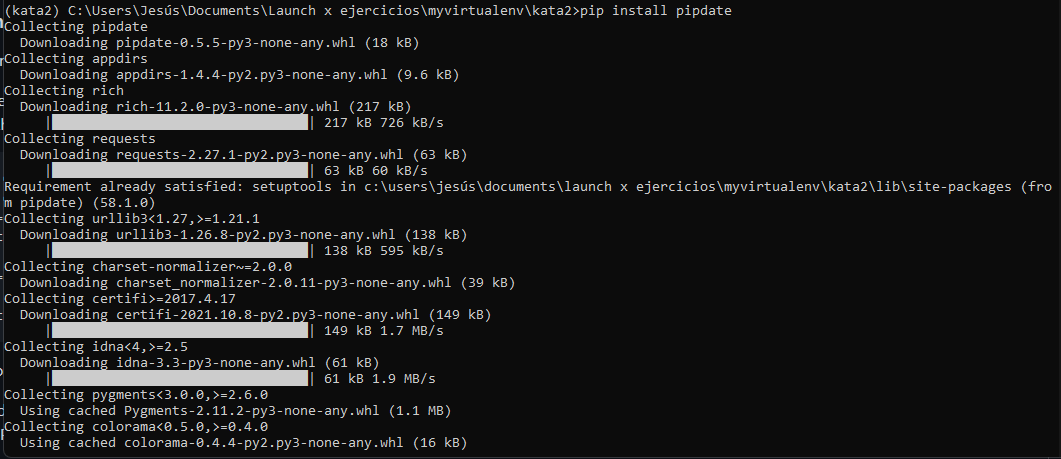 (kata2) C:\Users\Jesús\Documents\Launch x ejercicios\myvirtualenv\kata2>pip install pipdate
Collecting pipdate
  Downloading pipdate-0.5.5-py3-none-any.whl (18 kB)
Collecting appdirs
  Downloading appdirs-1.4.4-py2.py3-none-any.whl (9.6 kB)
Collecting rich
  Downloading rich-11.2.0-py3-none-any.whl (217 kB)
     |████████████████████████████████| 217 kB 726 kB/s
Collecting requests
  Downloading requests-2.27.1-py2.py3-none-any.whl (63 kB)
     |████████████████████████████████| 63 kB 60 kB/s
Requirement already satisfied: setuptools in c:\users\jesús\documents\launch x ejercicios\myvirtualenv\kata2\lib\site-packages (fro
m pipdate) (58.1.0)
Collecting urllib3<1.27,>=1.21.1
  Downloading urllib3-1.26.8-py2.py3-none-any.whl (138 kB)
     |████████████████████████████████| 138 kB 595 kB/s
Collecting charset-normalizer~=2.0.0
  Downloading charset_normalizer-2.0.11-py3-none-any.whl (39 kB)
Collecting certifi>=2017.4.17
  Downloading certifi-2021.10.8-py2.py3-none-any.whl (149 kB)
     |████████████████████████████████| 149 kB 1.7 MB/s
Collecting idna<4,>=2.5
  Downloading idna-3.3-py3-none-any.whl (61 kB)
     |████████████████████████████████| 61 kB 1.9 MB/s
Collecting pygments<3.0.0,>=2.6.0
  Using cached Pygments-2.11.2-py3-none-any.whl (1.1 MB)
Collecting colorama<0.5.0,>=0.4.0
  Using cached colorama-0.4.4-py2.py3-none-any.whl (16 kB)